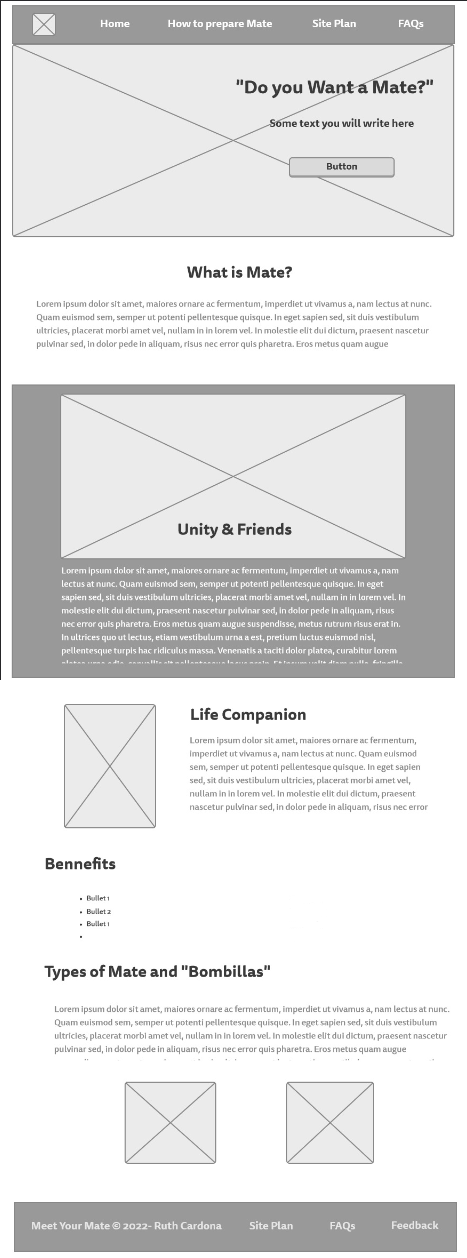 Home How to prepare Mate Site Plan FAQs
"Do you Want a Mate?"
Some text you will write here
Button
What is Mate?
Lorem ipsum dolor sit amet, maiores ornare ac fermentum, imperdiet ut vivamus a, nam lectus at nunc.
Quam euismod sem, semper ut potenti pellentesque quisque. In eget sapien sed, sit duis vestibulum
ultricies, placerat morbi amet vel, nullam in in lorem vel. In molestie elit dui dictum, praesent nascetur
pulvinar sed, in dolor pede in aliquam, risus nec error quis pharetra. Eros metus quam augue
Unity & Friends
Lorem ipsum dolor sit amet, maiores ornare ac fermentum, imperdiet ut vivamus a, nam
lectus at nunc. Quam euismod sem, semper ut potenti pellentesque quisque. In eget
sapien sed, sit duis vestibulum ultricies, placerat morbi amet vel, nullam in in lorem vel. In
molestie elit dui dictum, praesent nascetur pulvinar sed, in dolor pede in aliquam, risus
nec error quis pharetra. Eros metus quam augue suspendisse, metus rutrum risus erat in.
In ultrices quo ut lectus, etiam vestibulum urna a est, pretium luctus euismod nisl,
pellentesque turpis hac ridiculus massa. Venenatis a taciti dolor platea, curabitur lorem
Life Companion
Lorem ipsum dolor sit amet, maiores ornare ac fermentum,
imperdiet ut vivamus a, nam lectus at nunc. Quam euismod
sem, semper ut potenti pellentesque quisque. In eget sapien
sed, sit duis vestibulum ultricies, placerat morbi amet vel,
nullam in in lorem vel. In molestie elit dui dictum, praesent
nascetur pulvinar sed, in dolor pede in aliquam, risus nec error
Bennefits
• Bullet 1
• Bullet 2
• Bullet 1
•
Types of Mate and "Bombillas"
Lorem ipsum dolor sit amet, maiores ornare ac fermentum, imperdiet ut vivamus a, nam lectus at nunc.
Quam euismod sem, semper ut potenti pellentesque quisque. In eget sapien sed, sit duis vestibulum
ultricies, placerat morbi amet vel, nullam in in lorem vel. In molestie elit dui dictum, praesent nascetur
pulvinar sed, in dolor pede in aliquam, risus nec error quis pharetra. Eros metus quam augue
Meet Your Mate © 2022- Ruth Cardona Site Plan FAQs Feedback